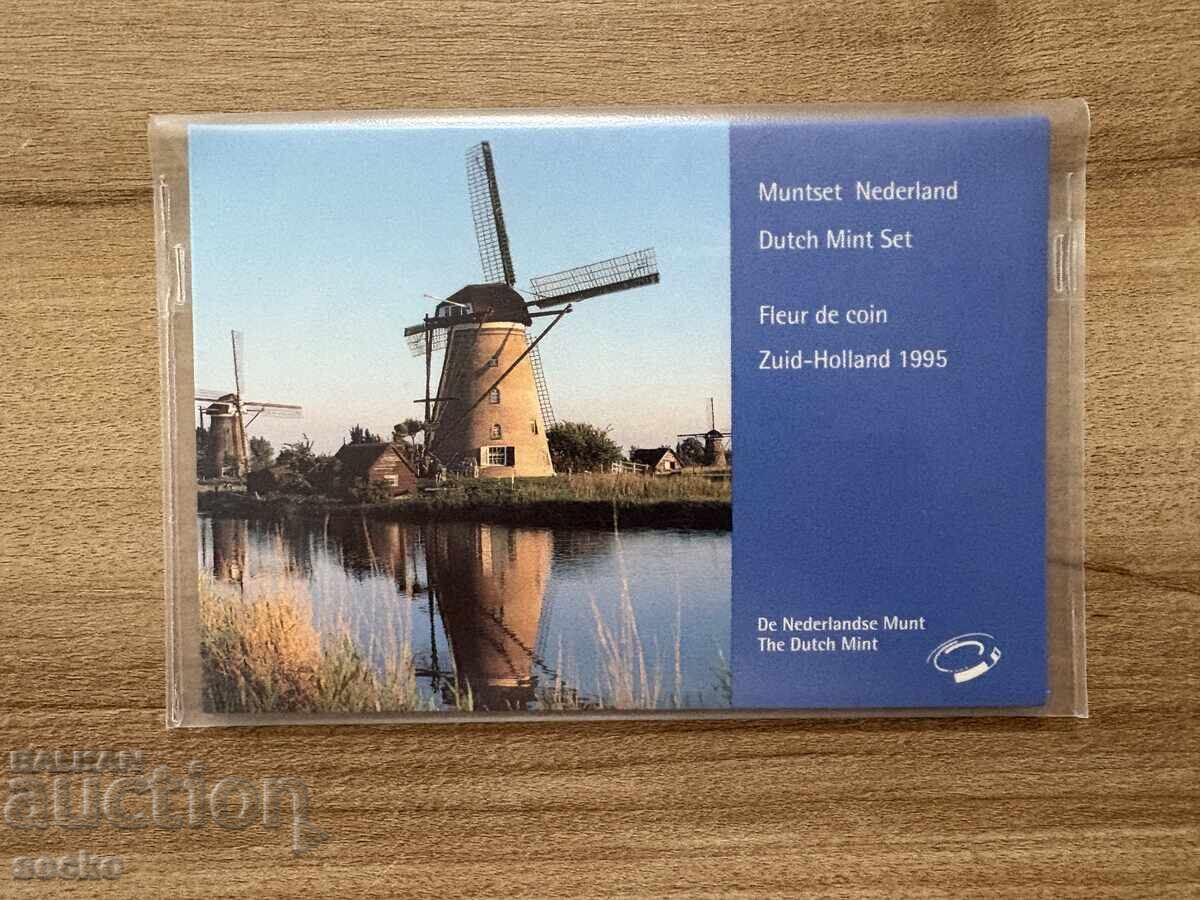 Muntset Nederland
Dutch Mint Set
Fleur de coin
Zuid-Holland 1995
De Nederlandse Munt
The Dutch Mint
BALKAN
auction
socko